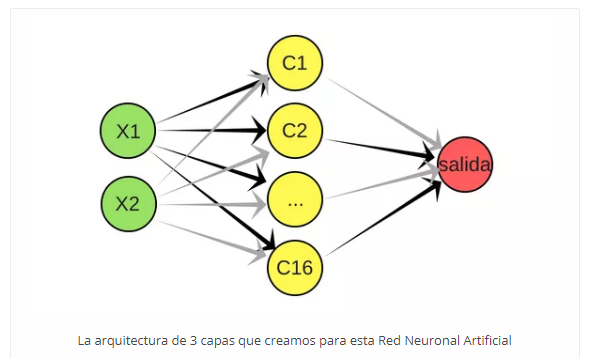 C1
X1
C2
salida
X2
...
C16
La arquitectura de 3 capas que creamos para esta Red Neuronal Artificial